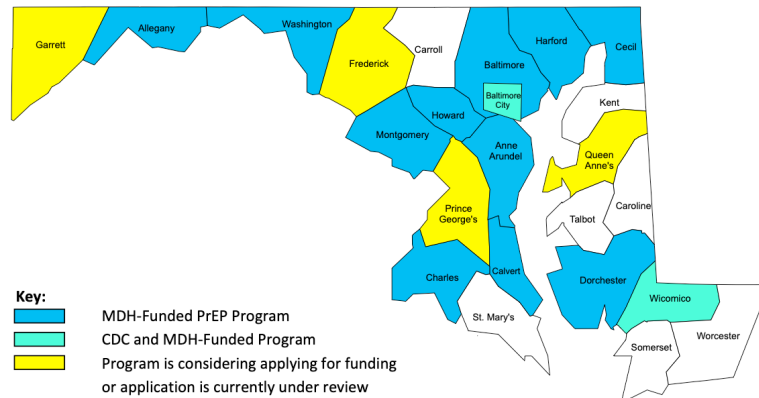 Garrett
Allegany
Washington
Frederick
Carroll
Baltimore
Harford
Cecil
Baltimore
City
Kent
Howard
Montgomery
Anne
Arundel
Queen
Anne's
Prince
George's
Talbot
Caroline
Charles
Calvert
Dorchester
St. Mary's
Wicomico
Somerset
Worcester
Key:
MDH-Funded PrEP Program
CDC and MDH-Funded Program
Program is considering applying for funding
or application is currently under review